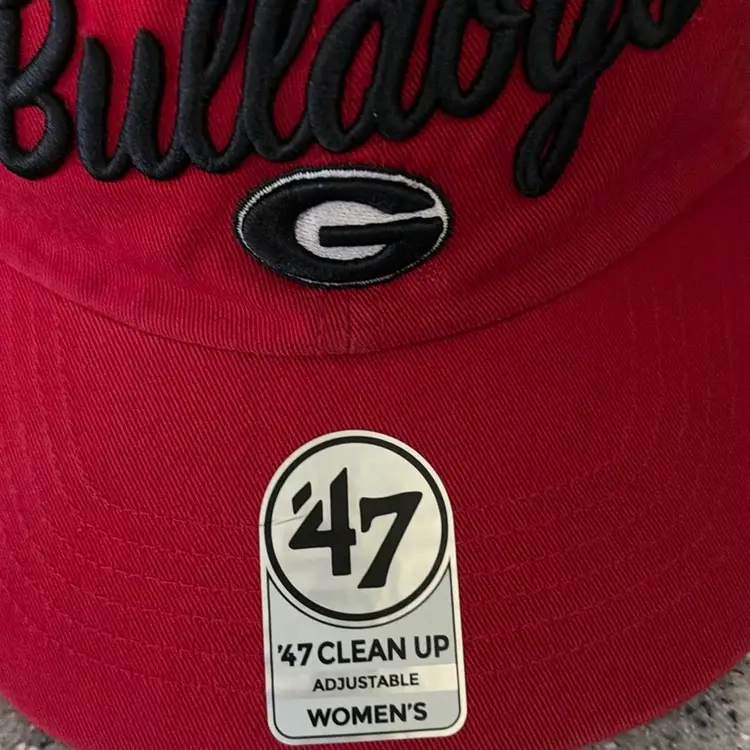 Bulldogs
G
'47
'47 CLEAN UP
ADJUSTABLE
WOMEN'S